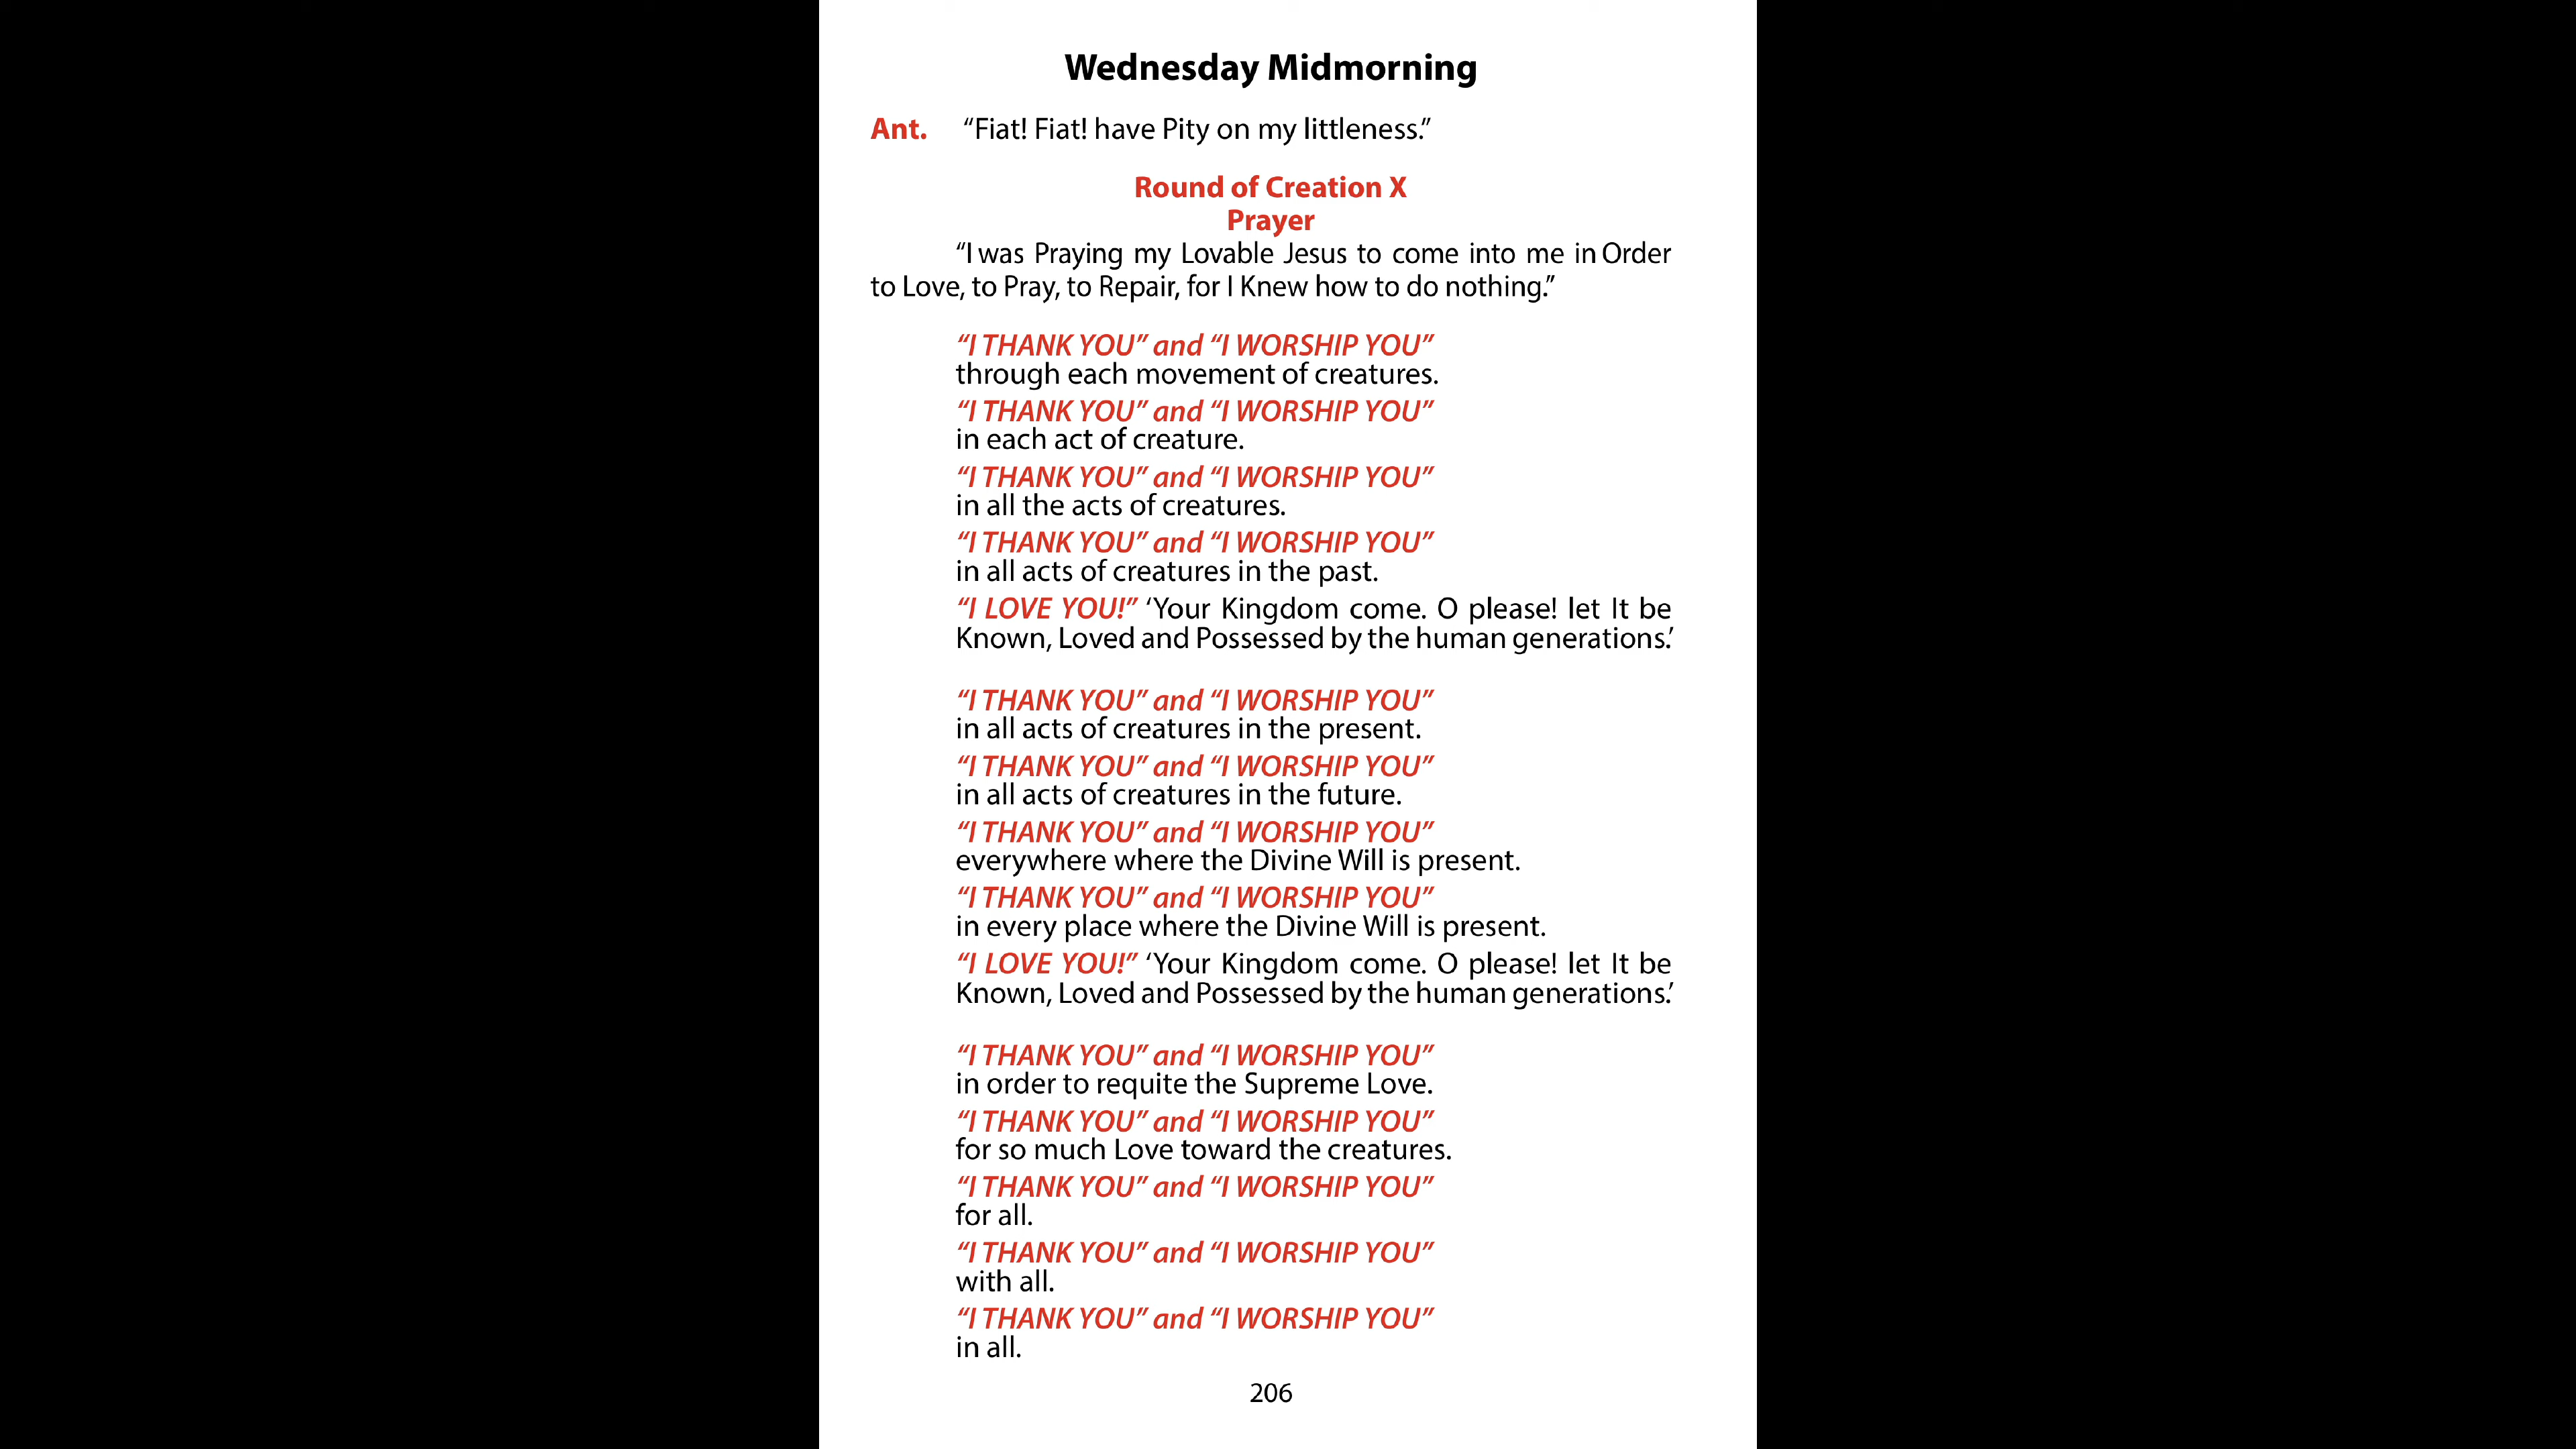 Wednesday Midmorning
Ant. “Fiat! Fiat! have Pity on my littleness.”
Round of Creation X
Prayer
“I was Praying my Lovable Jesus to come into me in Order
to Love, to Pray, to Repair, for I Knew how to do nothing.”
“I THANK YOU” and “I WORSHIP YOU”
through each movement of creatures.
“I THANK YOU” and “I WORSHIP YOU”
in each act of creature.
“I THANK YOU” and “I WORSHIP YOU”
in all the acts of creatures.
“I THANK YOU” and “I WORSHIP YOU”
in all acts of creatures in the past.
“I LOVE YOU!” ‘Your Kingdom come. O please! let It be
Known, Loved and Possessed by the human generations.’
“I THANK YOU” and “I WORSHIP YOU”
in all acts of creatures in the present.
“I THANK YOU” and “I WORSHIP YOU”
in all acts of creatures in the future.
“I THANK YOU” and “I WORSHIP YOU”
everywhere where the Divine Will is present.
“I THANK YOU” and “I WORSHIP YOU”
in every place where the Divine Will is present.
“I LOVE YOU!” ‘Your Kingdom come. O please! let It be
Known, Loved and Possessed by the human generations.’
“I THANK YOU” and “I WORSHIP YOU”
in order to requite the Supreme Love.
“I THANK YOU” and “I WORSHIP YOU”
for so much Love toward the creatures.
“I THANK YOU” and “I WORSHIP YOU”
for all.
“I THANK YOU” and “I WORSHIP YOU”
with all.
“I THANK YOU” and “I WORSHIP YOU”
in all.
206